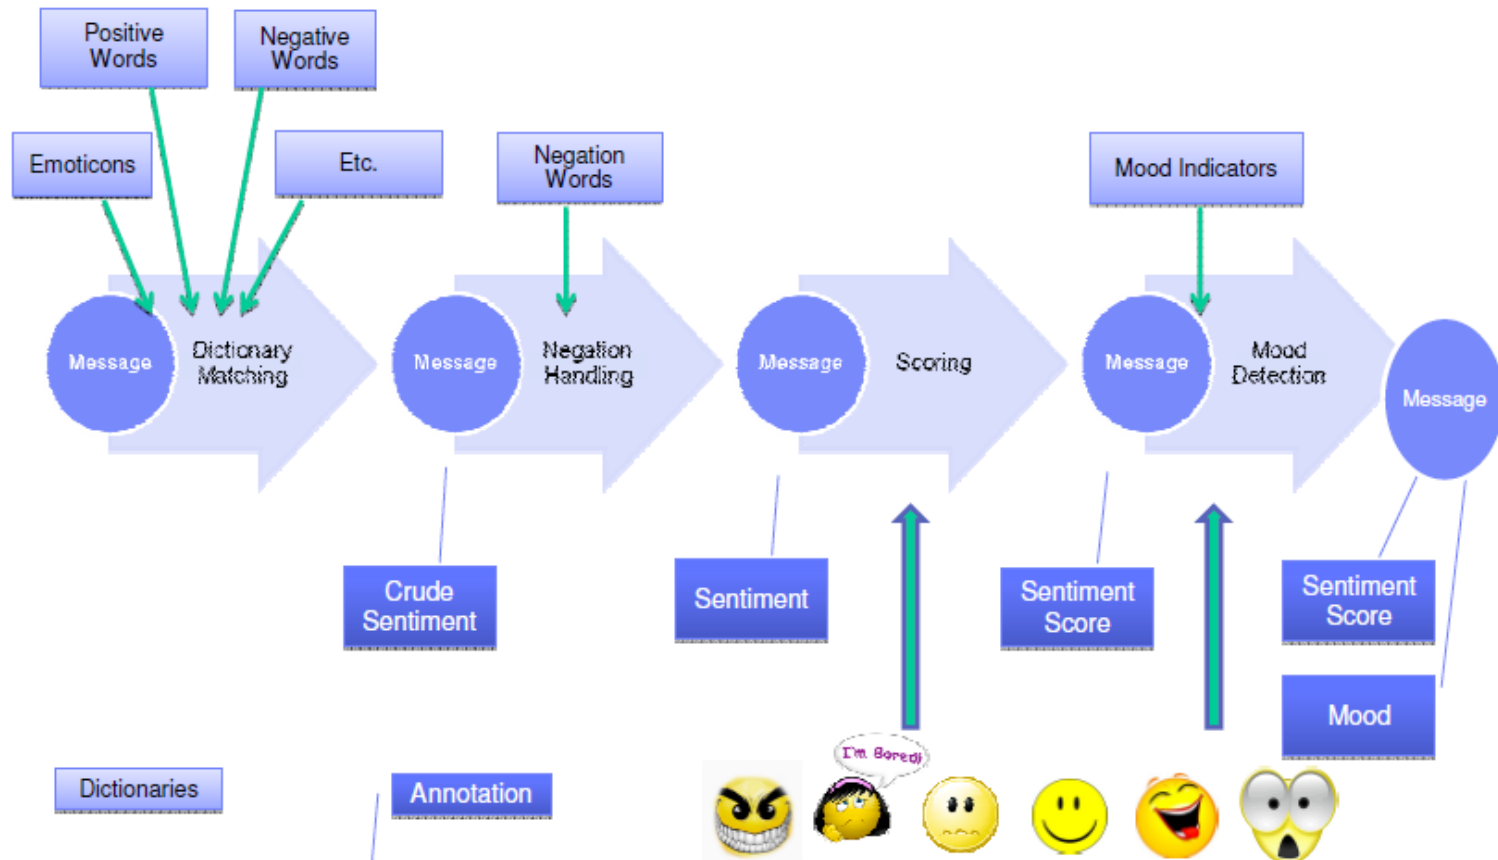 Positive
Words
Negative
Words
Emoticons
Etc.
Negation
Words
Mood Indicators
Message
Dictionary
Matching
Message
Negation
Handling
Message
Scoring
Message
Mood
Detection
Message
Crude
Sentiment
Sentiment
Sentiment
Score
Sentiment
Score
Mood
I'm Bored!
Dictionaries
Annotation